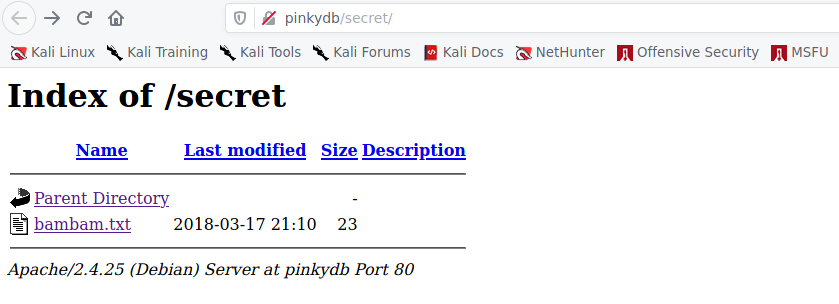 pinkydb/secret/
Kali Linux Kali Training Kali Tools Kali Forums Kali Docs NetHunter Offensive Security MSFU
Index of /secret
Name Last modified Size Description
Parent Directory -
bambam.txt 2018-03-17 21:10 23
Apache/2.4.25 (Debian) Server at pinkydb Port 80